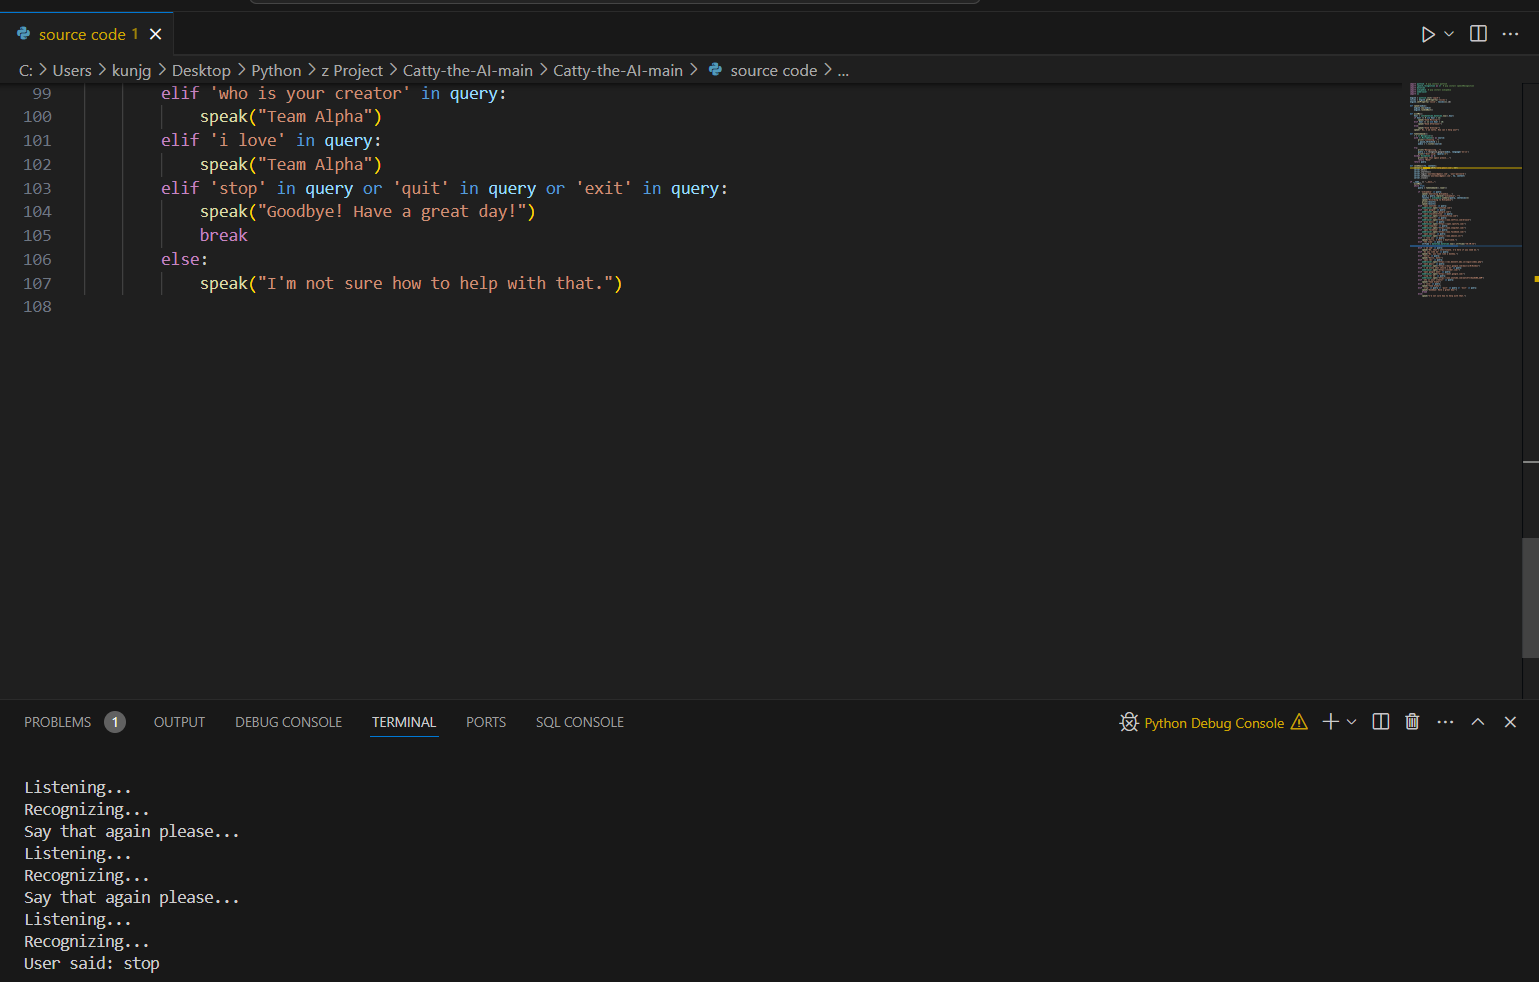 source code 1
C: > Users > kunjg > Desktop > Python > z Project > Catty-the-AI-main > Catty-the-AI-main > source code > ...
99 elif 'who is your creator' in query:
100 speak("Team Alpha")
101 elif 'i love' in query:
102 speak("Team Alpha")
103 elif 'stop' in query or 'quit' in query or 'exit' in query:
104 speak("Goodbye! Have a great day!")
105 break
106 else:
107 speak("I'm not sure how to help with that.")
108
PROBLEMS 1 OUTPUT DEBUG CONSOLE TERMINAL PORTS SQL CONSOLE Python Debug Console
Listening...
Recognizing...
Say that again please...
Listening...
Recognizing...
Say that again please...
Listening...
Recognizing...
User said: stop